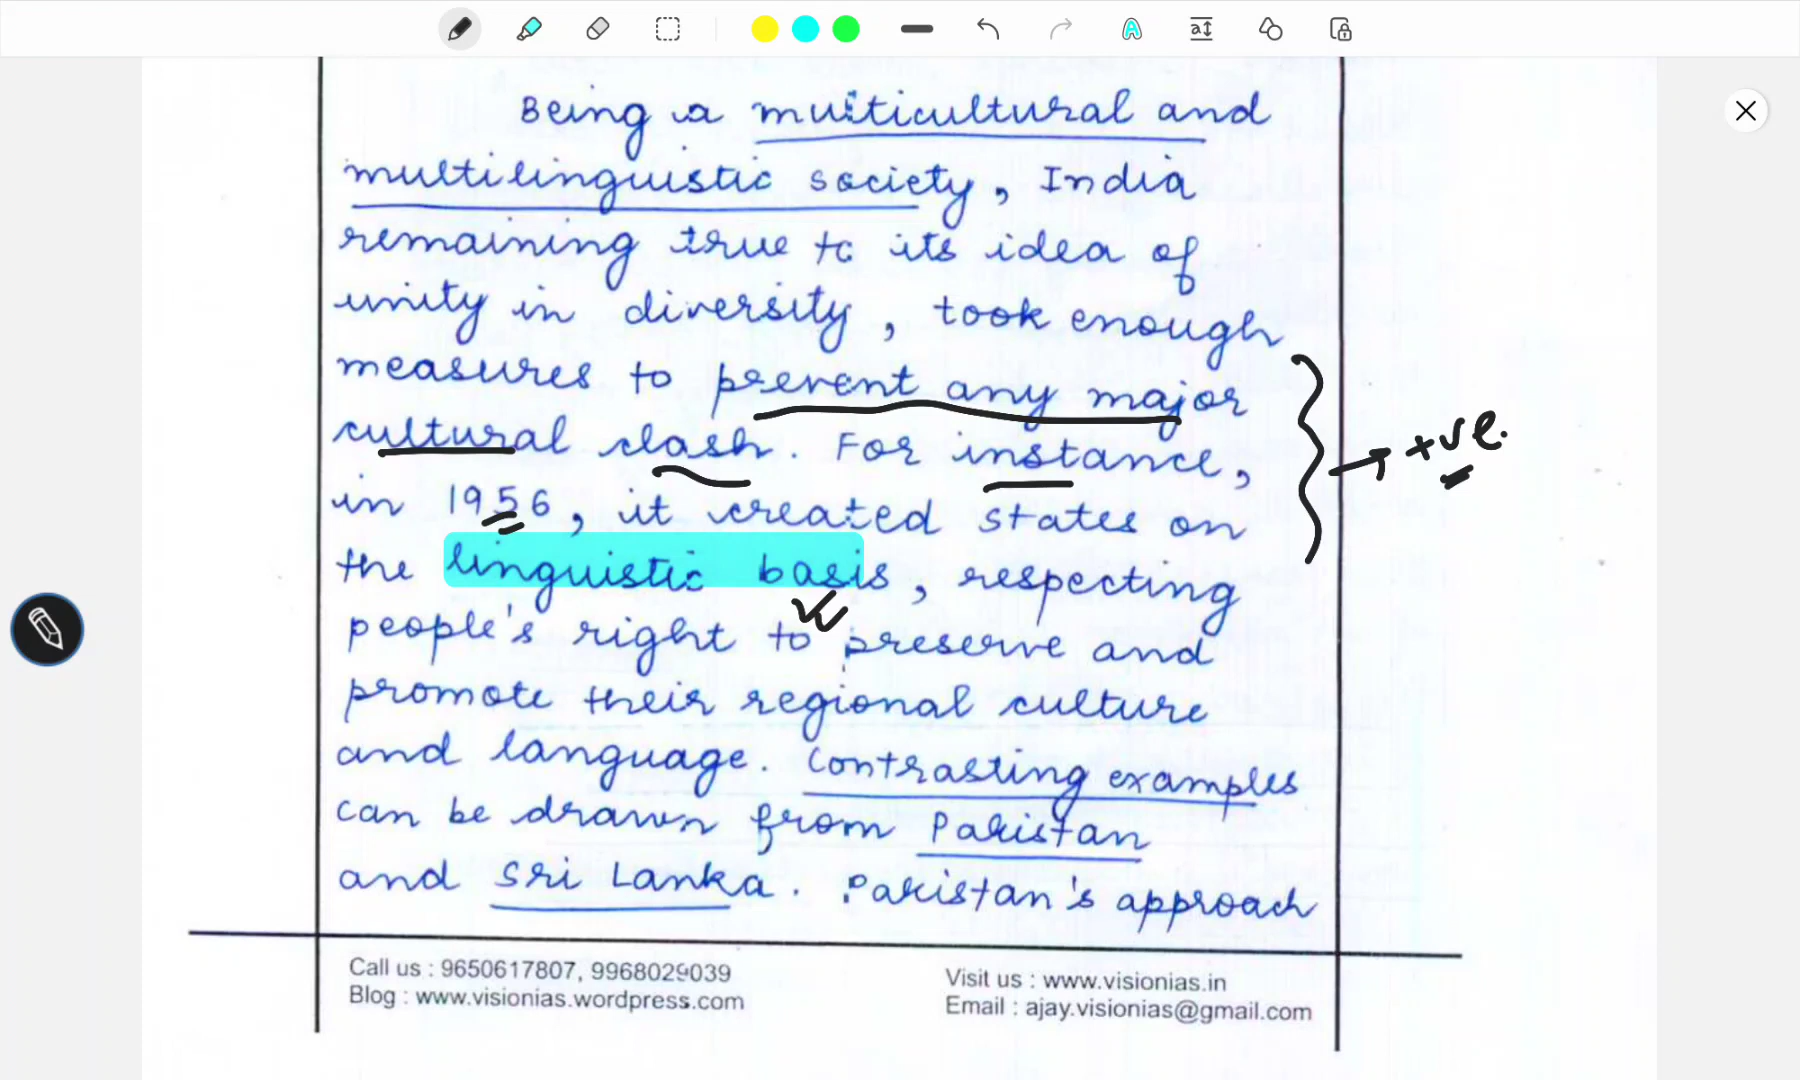 Being a multicultural and
multilinguistic society, India
remaining true to its idea of
unity in diversity, took enough
measures to prevent any major
cultural clash. For instance,
→ +ve.
in 1956, it created states on
the linguistic basis, respecting
people's right to preserve and
promote their regional culture
and language. Contrasting examples
can be drawn from Pakistan
and Sri Lanka. Pakistan's approach
Call us : 9650617807, 9968029039
Blog : www.visionias.wordpress.com
Visit us : www.visionias.in
Email : ajay.visionias@gmail.com